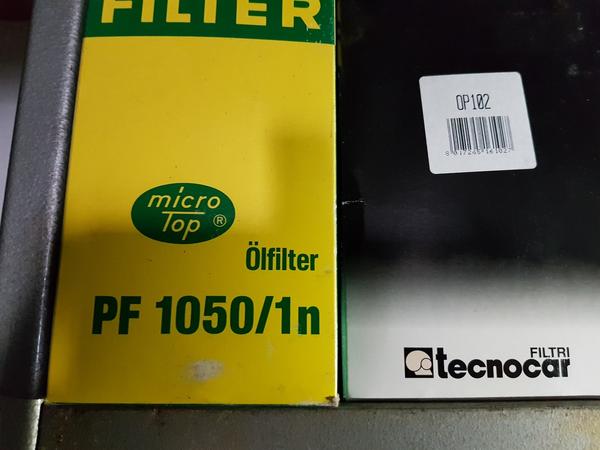 FILTER
micro
Top ®
Ölfilter
PF 1050/1n
OP102
FILTRI
tecnocar